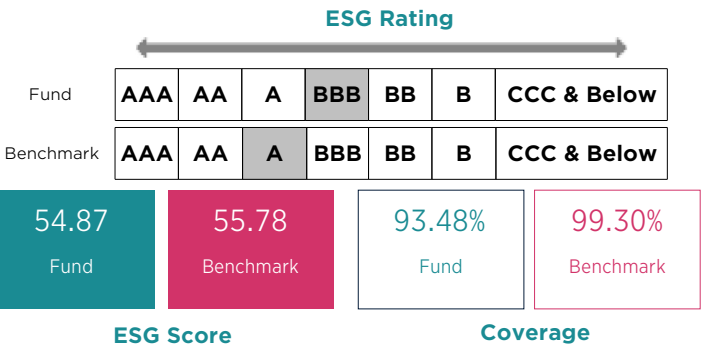 ESG Rating
Fund AAA AA A BBB BB B CCC & Below
Benchmark AAA AA A BBB BB B CCC & Below
54.87 55.78 93.48% 99.30%
Fund Benchmark Fund Benchmark
ESG Score Coverage